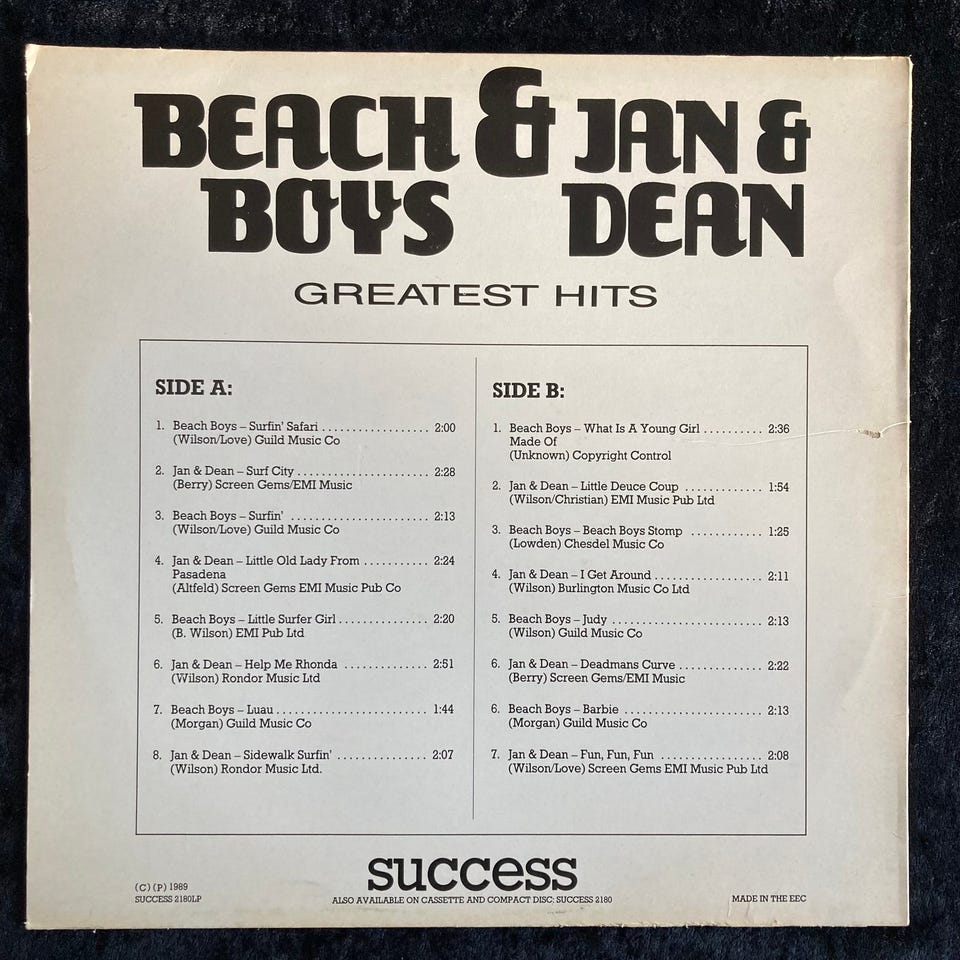 BEACH & JAN &
BOYS DEAN
GREATEST HITS
SIDE A:
1. Beach Boys – Surfin' Safari .................. 2:00
(Wilson/Love) Guild Music Co
2. Jan & Dean – Surf City ...................... 2:28
(Berry) Screen Gems/EMI Music
3. Beach Boys – Surfin' ....................... 2:13
(Wilson/Love) Guild Music Co
4. Jan & Dean – Little Old Lady From ........... 2:24
Pasadena
(Altfeld) Screen Gems EMI Music Pub Co
5. Beach Boys – Little Surfer Girl ............... 2:20
(B. Wilson) EMI Pub Ltd
6. Jan & Dean – Help Me Rhonda .............. 2:51
(Wilson) Rondor Music Ltd
7. Beach Boys – Luau .......................... 1:44
(Morgan) Guild Music Co
8. Jan & Dean – Sidewalk Surfin' ............... 2:07
(Wilson) Rondor Music Ltd.
SIDE B:
1. Beach Boys – What Is A Young Girl .......... 2:36
Made Of
(Unknown) Copyright Control
2. Jan & Dean – Little Deuce Coup ............. 1:54
(Wilson/Christian) EMI Music Pub Ltd
3. Beach Boys – Beach Boys Stomp ............ 1:25
(Lowden) Chesdel Music Co
4. Jan & Dean – I Get Around .................. 2:11
(Wilson) Burlington Music Co Ltd
5. Beach Boys – Judy ......................... 2:13
(Wilson) Guild Music Co
6. Jan & Dean – Deadmans Curve .............. 2:22
(Berry) Screen Gems/EMI Music
6. Beach Boys – Barbie ....................... 2:13
(Morgan) Guild Music Co
7. Jan & Dean – Fun, Fun, Fun ................. 2:08
(Wilson/Love) Screen Gems EMI Music Pub Ltd
success
(C) (P) 1989
SUCCESS 2180LP
ALSO AVAILABLE ON CASSETTE AND COMPACT DISC: SUCCESS 2180
MADE IN THE EEC